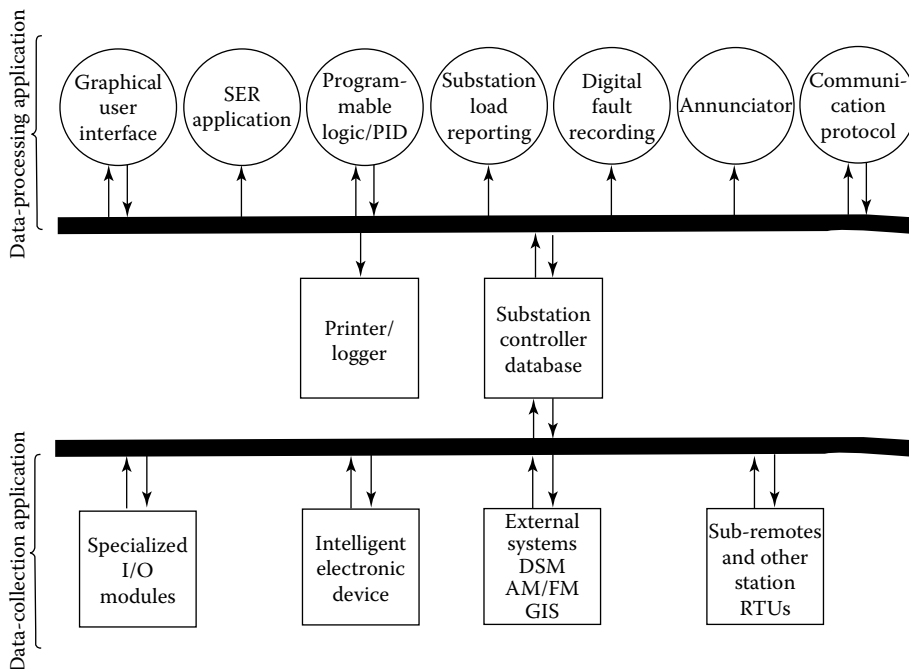 Data-processing application
Graphical
user
interface
SER
application
Program-
mable
logic/PID
Substation
load
reporting
Digital
fault
recording
Annunciator
Communi-
cation
protocol
Printer/
logger
Substation
controller
database
Data-collection application
Specialized
I/O
modules
Intelligent
electronic
device
External
systems
DSM
AM/FM
GIS
Sub-remotes
and other
station
RTUs